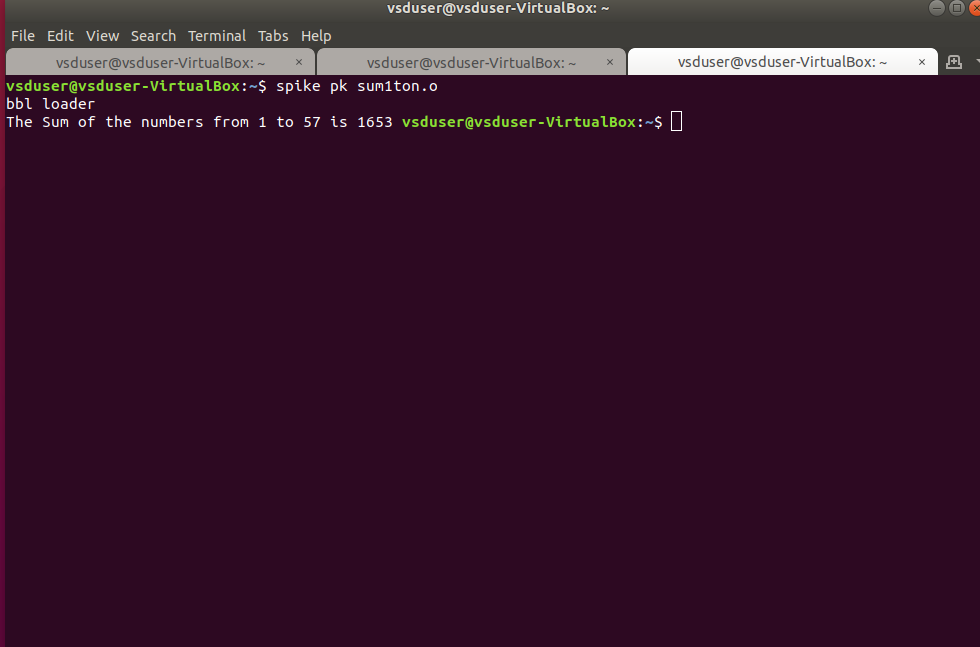 vsduser@vsduser-VirtualBox: ~
File Edit View Search Terminal Tabs Help
vsduser@vsduser-VirtualBox: ~ × vsduser@vsduser-VirtualBox: ~ × vsduser@vsduser-VirtualBox: ~ ×
vsduser@vsduser-VirtualBox:~$ spike pk sum1ton.o
bbl loader
The Sum of the numbers from 1 to 57 is 1653 vsduser@vsduser-VirtualBox:~$